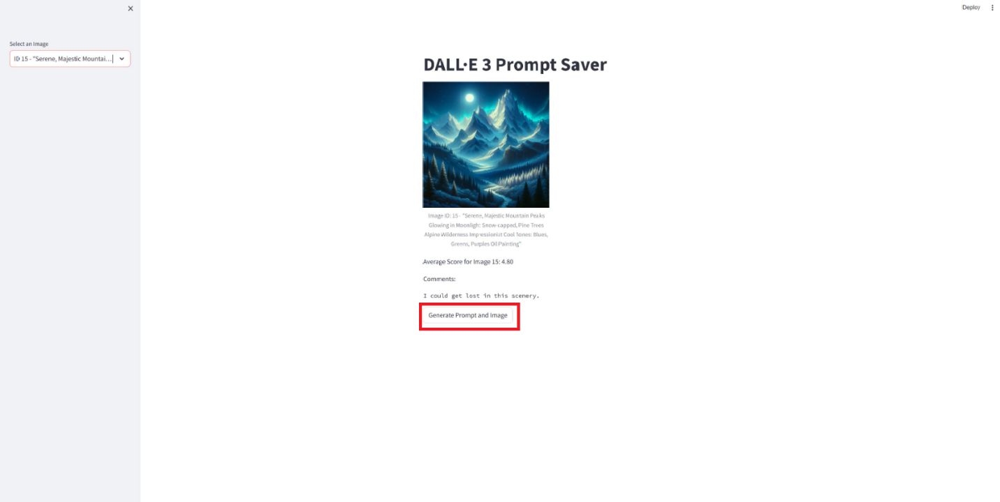 Deploy
Select an Image
ID 15 - "Serene, Majestic Mountai...
DALL·E 3 Prompt Saver
Image ID: 15 - "Serene, Majestic Mountain Peaks
Glowing in Moonligh: Snow-capped, Pine Trees
Alpine Wilderness Impressionist Cool Tones: Blues,
Greens, Purples Oil Painting"
Average Score for Image 15: 4.80
Comments:
I could get lost in this scenery.
Generate Prompt and Image